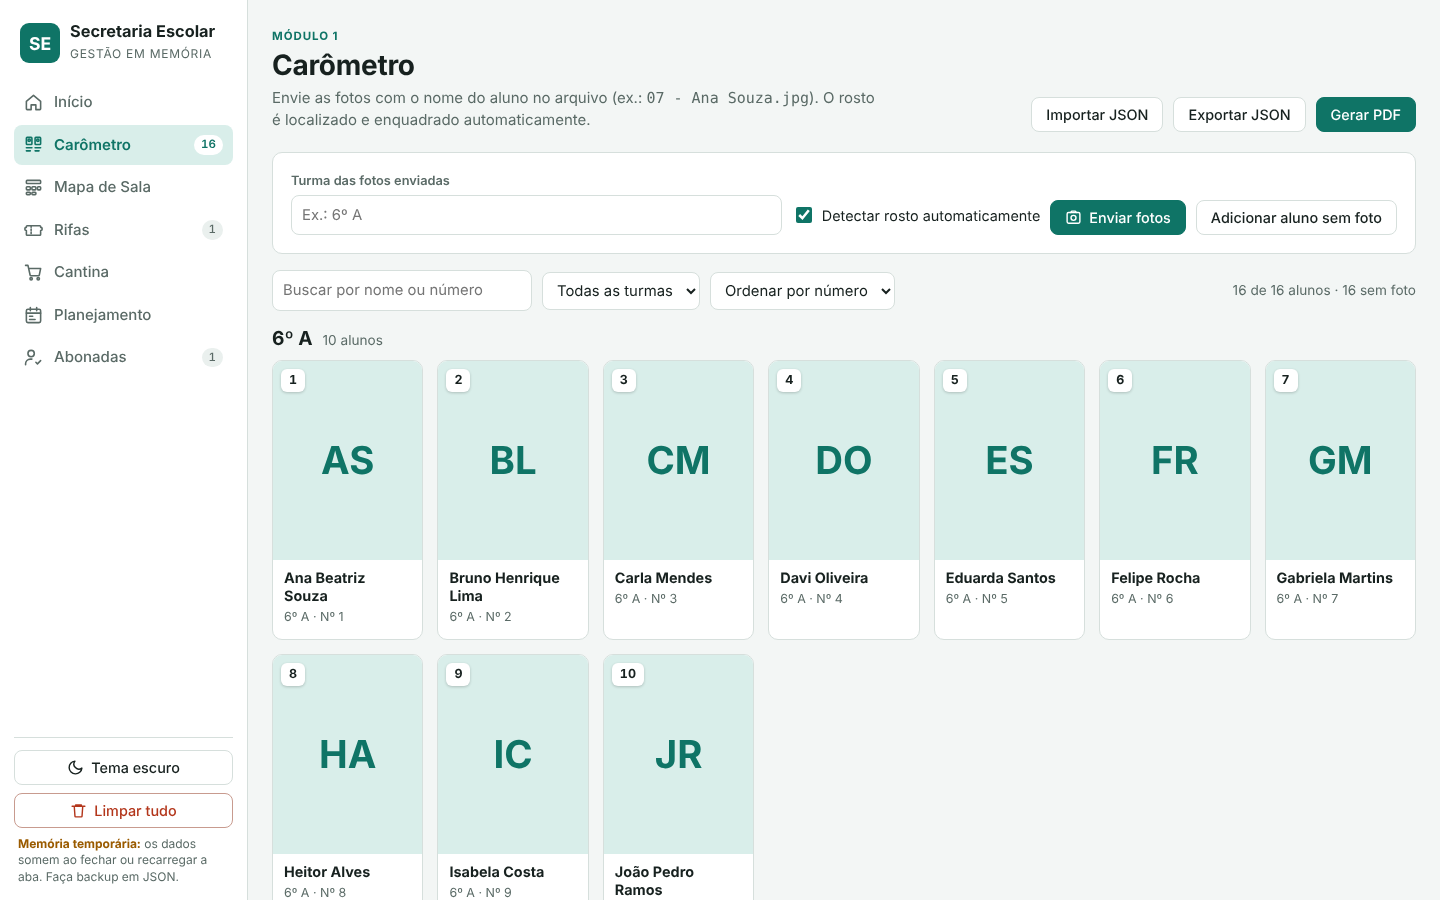 SE
Secretaria Escolar
GESTÃO EM MEMÓRIA
Início
Carômetro 16
Mapa de Sala
Rifas 1
Cantina
Planejamento
Abonadas 1
Tema escuro
Limpar tudo
Memória temporária: os dados
somem ao fechar ou recarregar a
aba. Faça backup em JSON.
MÓDULO 1
Carômetro
Envie as fotos com o nome do aluno no arquivo (ex.: 07 - Ana Souza.jpg). O rosto
é localizado e enquadrado automaticamente.
Importar JSON
Exportar JSON
Gerar PDF
Turma das fotos enviadas
Ex.: 6º A
Detectar rosto automaticamente
Enviar fotos
Adicionar aluno sem foto
Buscar por nome ou número
Todas as turmas
Ordenar por número
16 de 16 alunos · 16 sem foto
6º A 10 alunos
1
AS
Ana Beatriz
Souza
6º A · Nº 1
2
BL
Bruno Henrique
Lima
6º A · Nº 2
3
CM
Carla Mendes
6º A · Nº 3
4
DO
Davi Oliveira
6º A · Nº 4
5
ES
Eduarda Santos
6º A · Nº 5
6
FR
Felipe Rocha
6º A · Nº 6
7
GM
Gabriela Martins
6º A · Nº 7
8
HA
Heitor Alves
6º A · Nº 8
9
IC
Isabela Costa
6º A · Nº 9
10
JR
João Pedro
Ramos